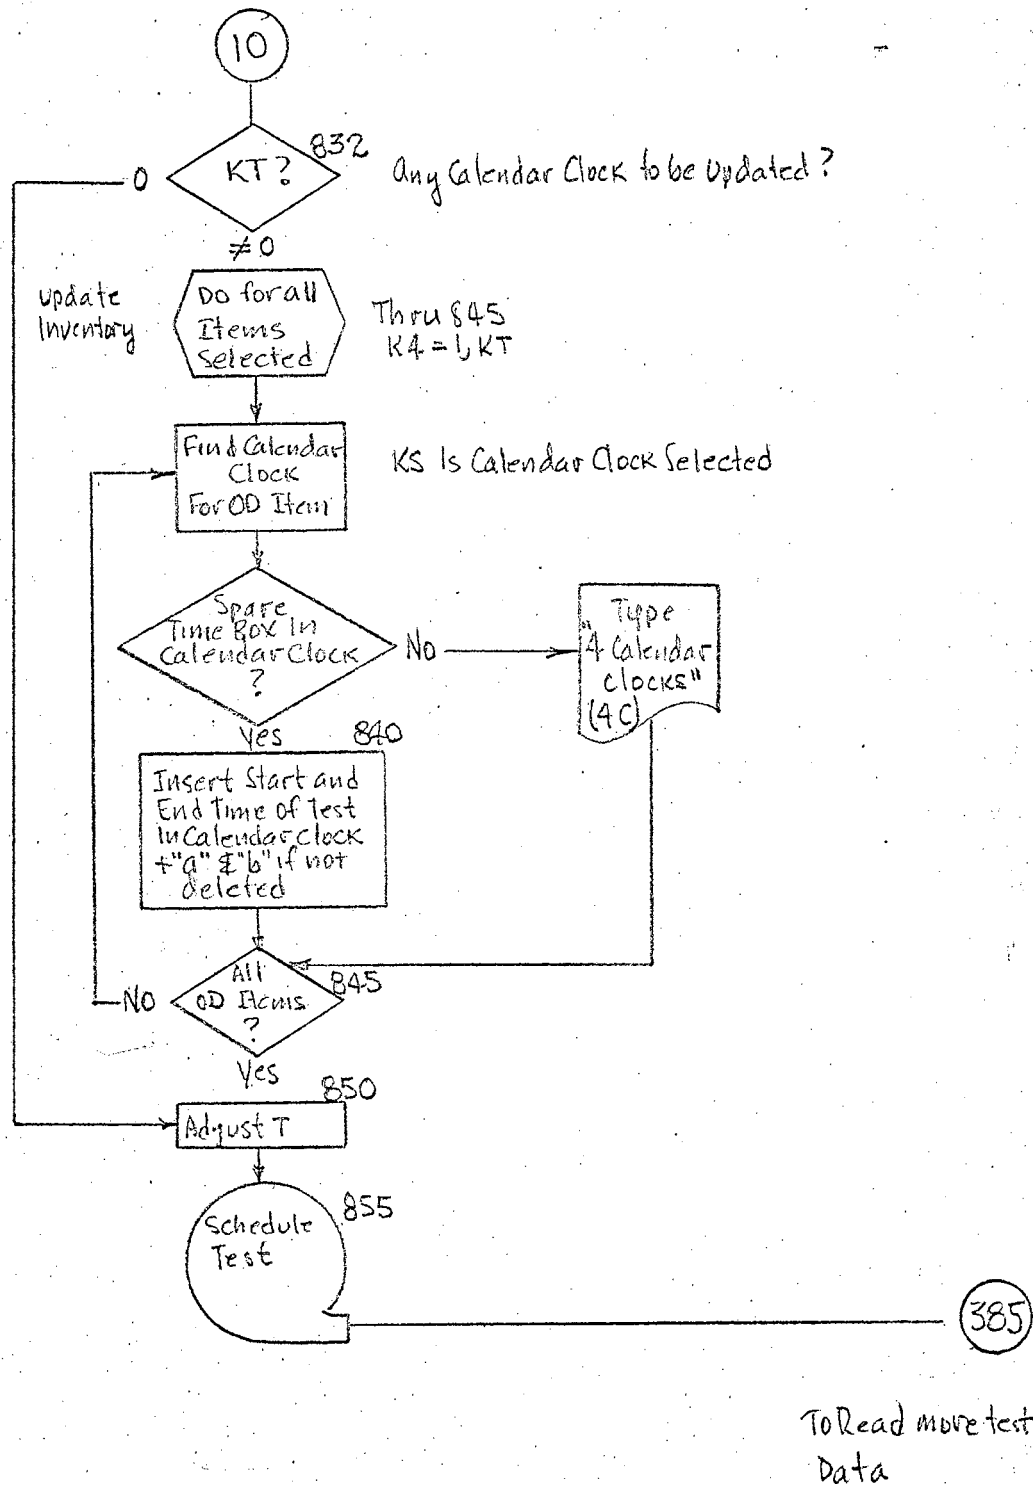 10
832
KT?
0
Any Calendar Clock to be Updated?
≠0
Update
Inventory
Do for all
Items
Selected
Thru 845
K4 = 1, KT
Find Calendar
Clock
For OD Item
KS Is Calendar Clock Selected
Spare
Time Box In
Calendar Clock
?
No
Type
"4 Calendar
Clocks"
(4C)
Yes
840
Insert Start and
End Time of Test
In Calendar Clock
+"a" & "b" if not
deleted
All
OD Items
?
845
No
Yes
850
Adjust T
855
Schedule
Test
385
To Read more test
Data